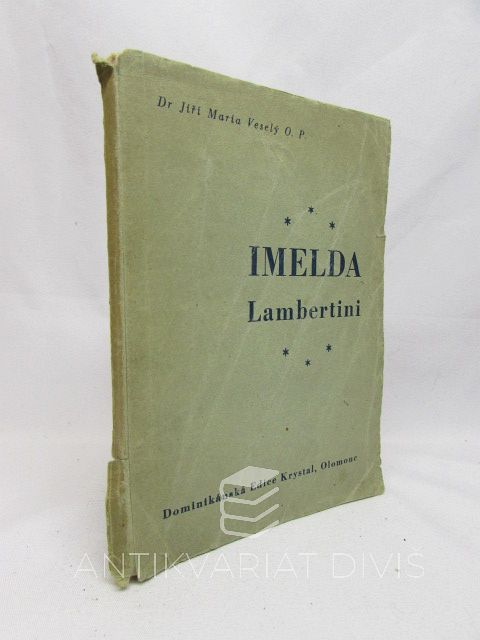 Dr Jiří Maria Veselý O. P.
IMELDA
Lambertini
Dominikánská Edice Krystal, Olomouc
ANTIKVARIAT DIVIS